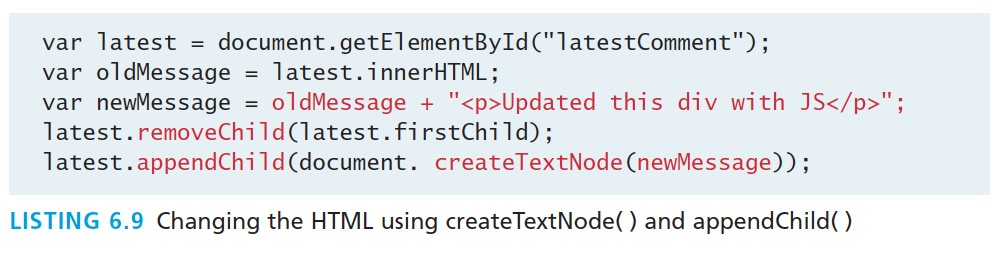 var latest = document.getElementById("latestComment");
var oldMessage = latest.innerHTML;
var newMessage = oldMessage + "<p>Updated this div with JS</p>";
latest.removeChild(latest.firstChild);
latest.appendChild(document. createTextNode(newMessage));
LISTING 6.9 Changing the HTML using createTextNode( ) and appendChild( )